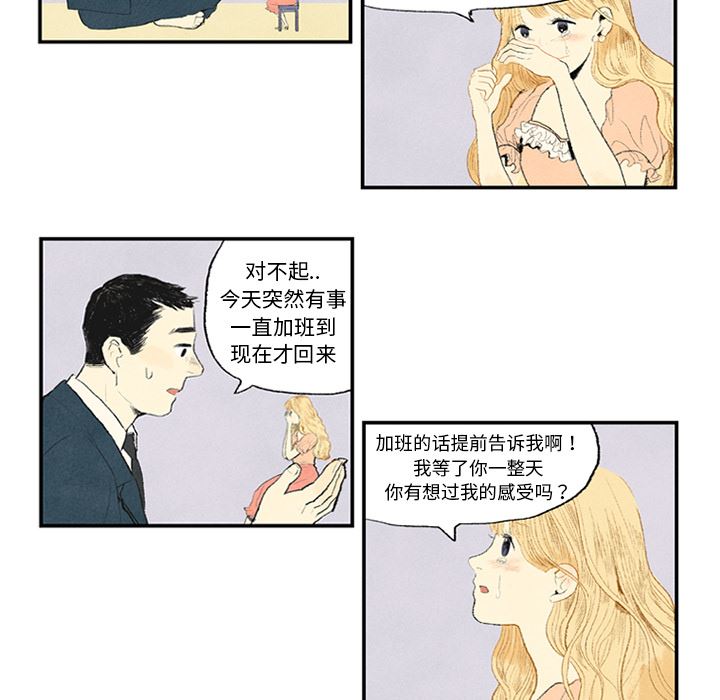 对不起..
今天突然有事
一直加班到
现在才回来
加班的话提前告诉我啊！
我等了你一整天
你有想过我的感受吗？